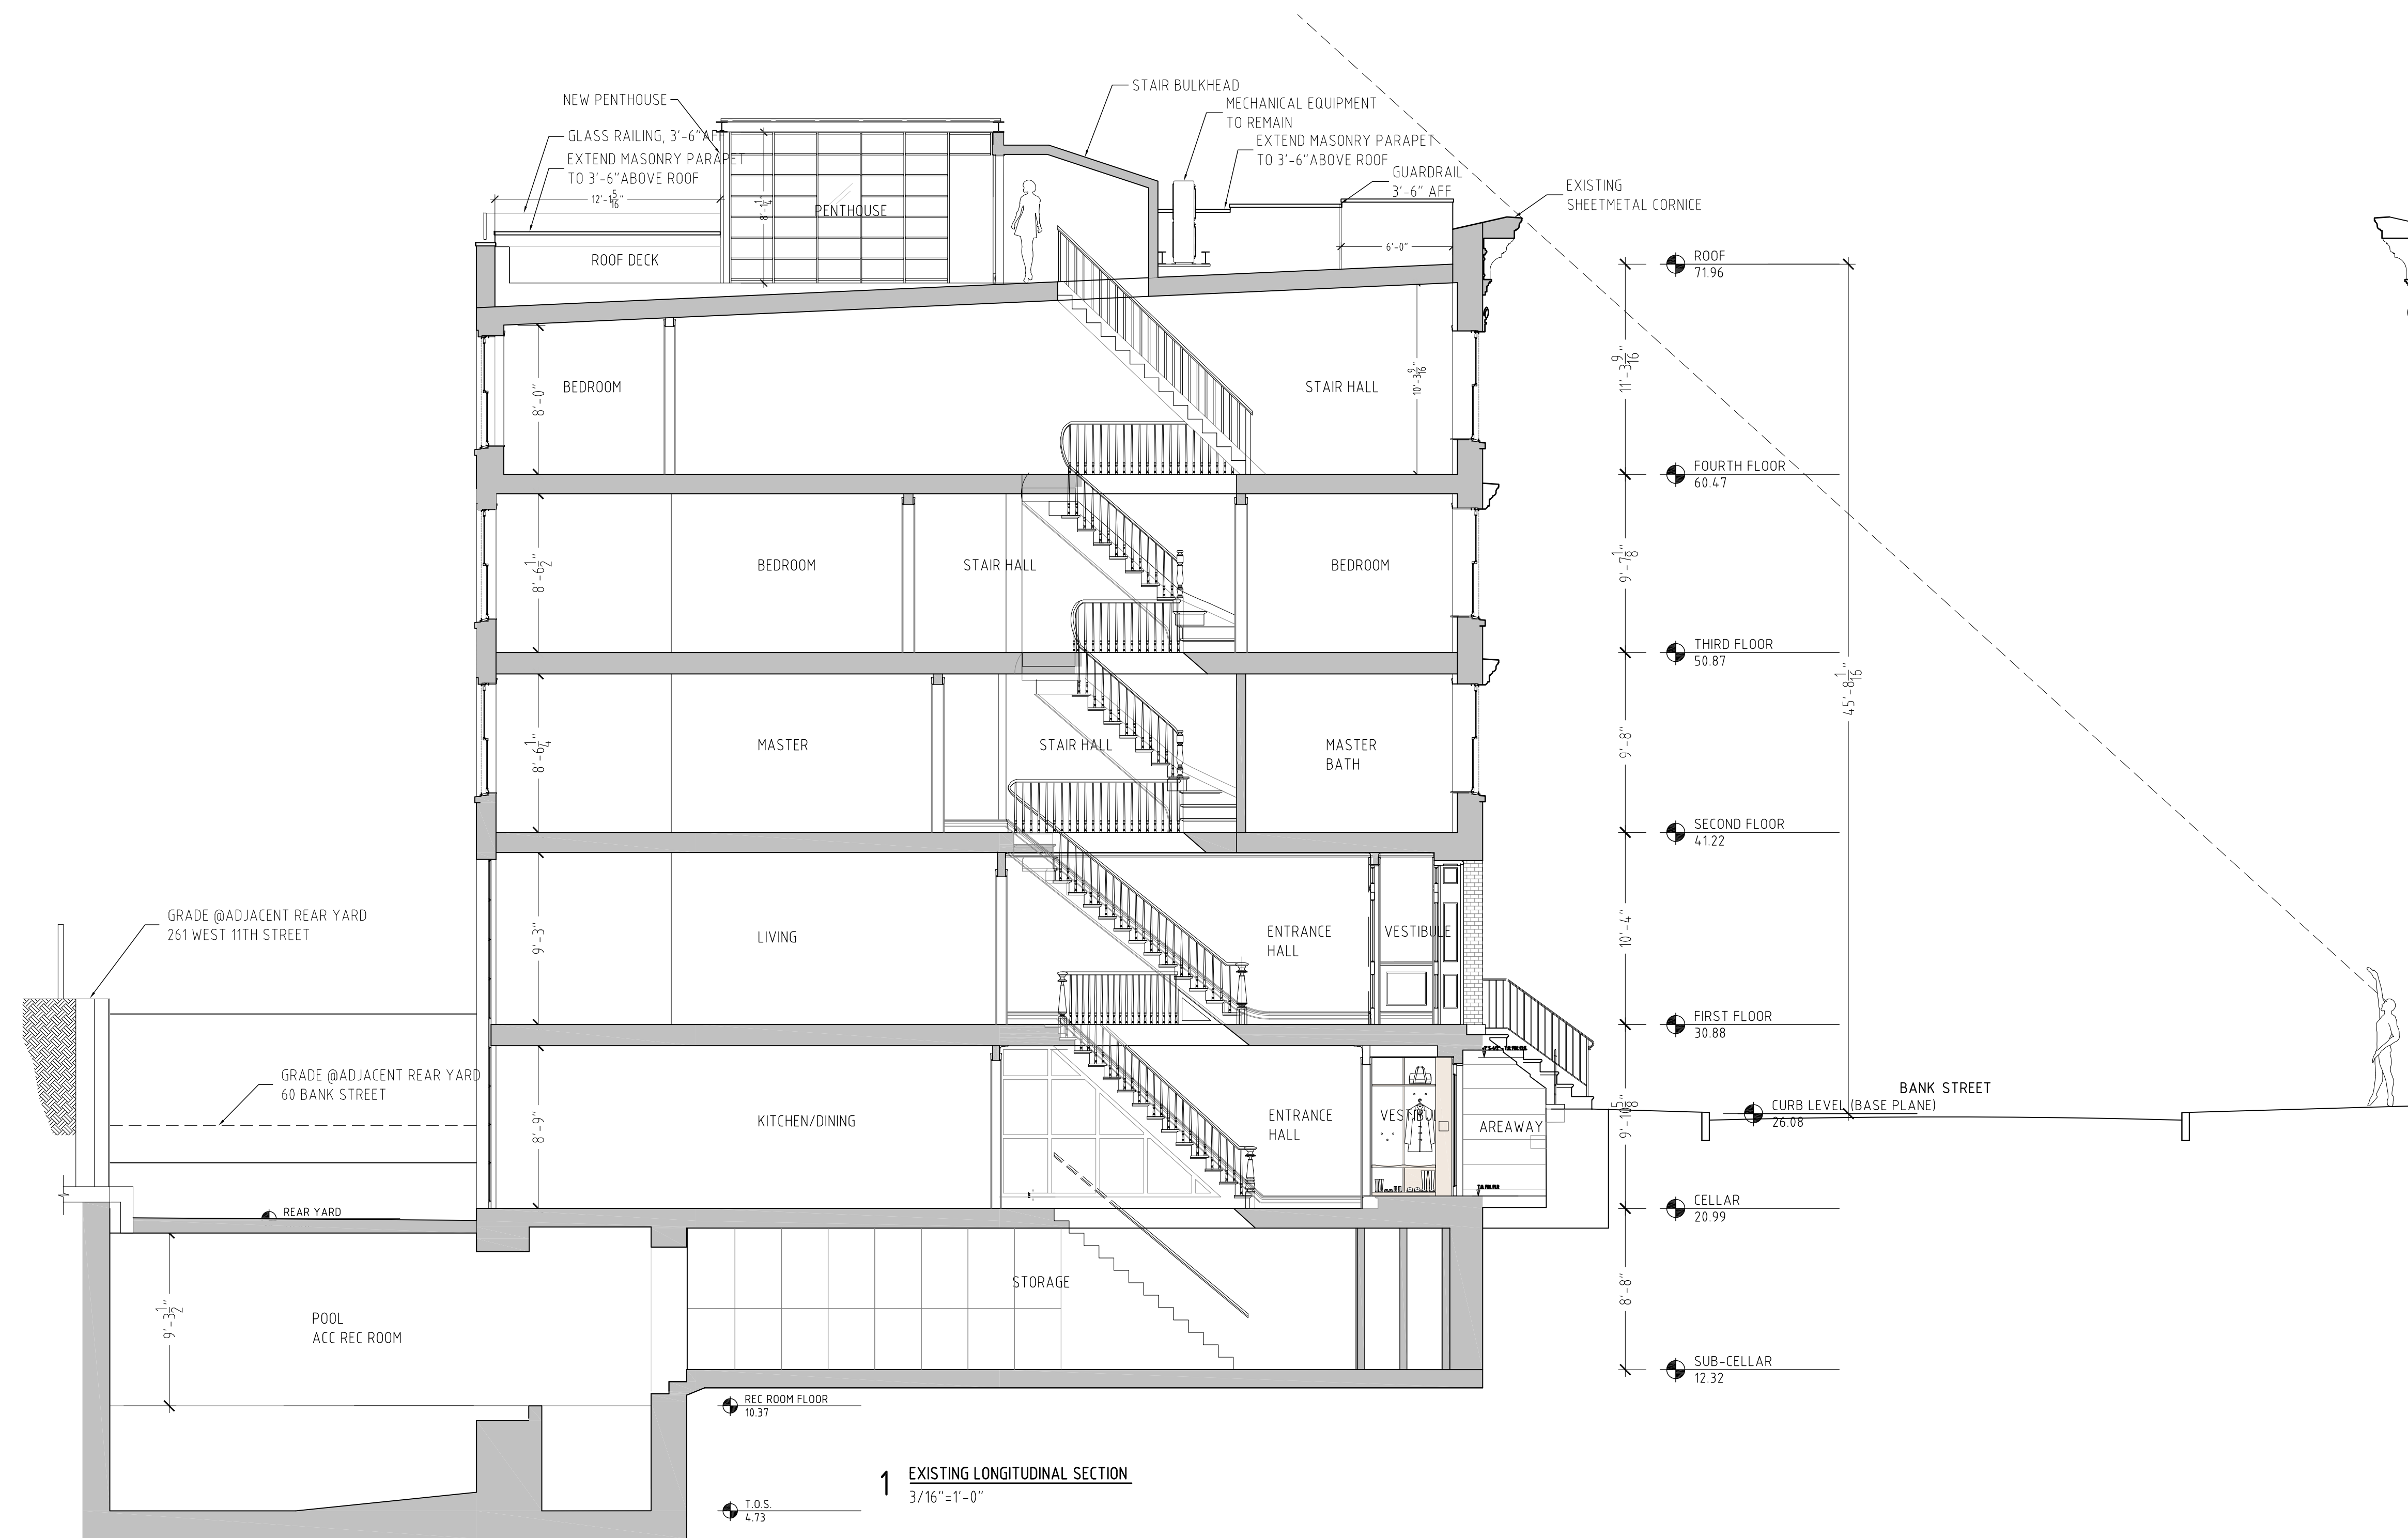 STAIR BULKHEAD
NEW PENTHOUSE
MECHANICAL EQUIPMENT
TO REMAIN
GLASS RAILING, 3'-6"AFF
EXTEND MASONRY PARAPET
TO 3'-6"ABOVE ROOF
EXTEND MASONRY PARAPET
TO 3'-6"ABOVE ROOF
GUARDRAIL
3'-6" AFF
EXISTING
SHEETMETAL CORNICE
12'-1 5/16"
8'-1 1/4"
PENTHOUSE
6'-0"
ROOF DECK
ROOF
71.96
BEDROOM
8'-0"
STAIR HALL
10'-3 9/16"
11'-3 9/16"
FOURTH FLOOR
60.47
8'-6 1/2"
BEDROOM
STAIR HALL
BEDROOM
9'-7 1/8"
THIRD FLOOR
50.87
45'-8 1/16"
8'-6 1/4"
MASTER
STAIR HALL
MASTER
BATH
9'-8"
SECOND FLOOR
41.22
GRADE @ADJACENT REAR YARD
261 WEST 11TH STREET
9'-3"
LIVING
ENTRANCE
HALL
VESTIBULE
10'-4"
FIRST FLOOR
30.88
GRADE @ADJACENT REAR YARD
60 BANK STREET
8'-9"
KITCHEN/DINING
ENTRANCE
HALL
VESTIBUL
AREAWAY
9'-10 5/8"
BANK STREET
CURB LEVEL (BASE PLANE)
26.08
REAR YARD
CELLAR
20.99
STORAGE
9'-3 1/2"
POOL
ACC REC ROOM
8'-8"
SUB-CELLAR
12.32
REC ROOM FLOOR
10.37
1 EXISTING LONGITUDINAL SECTION
3/16"=1'-0"
T.O.S.
4.73